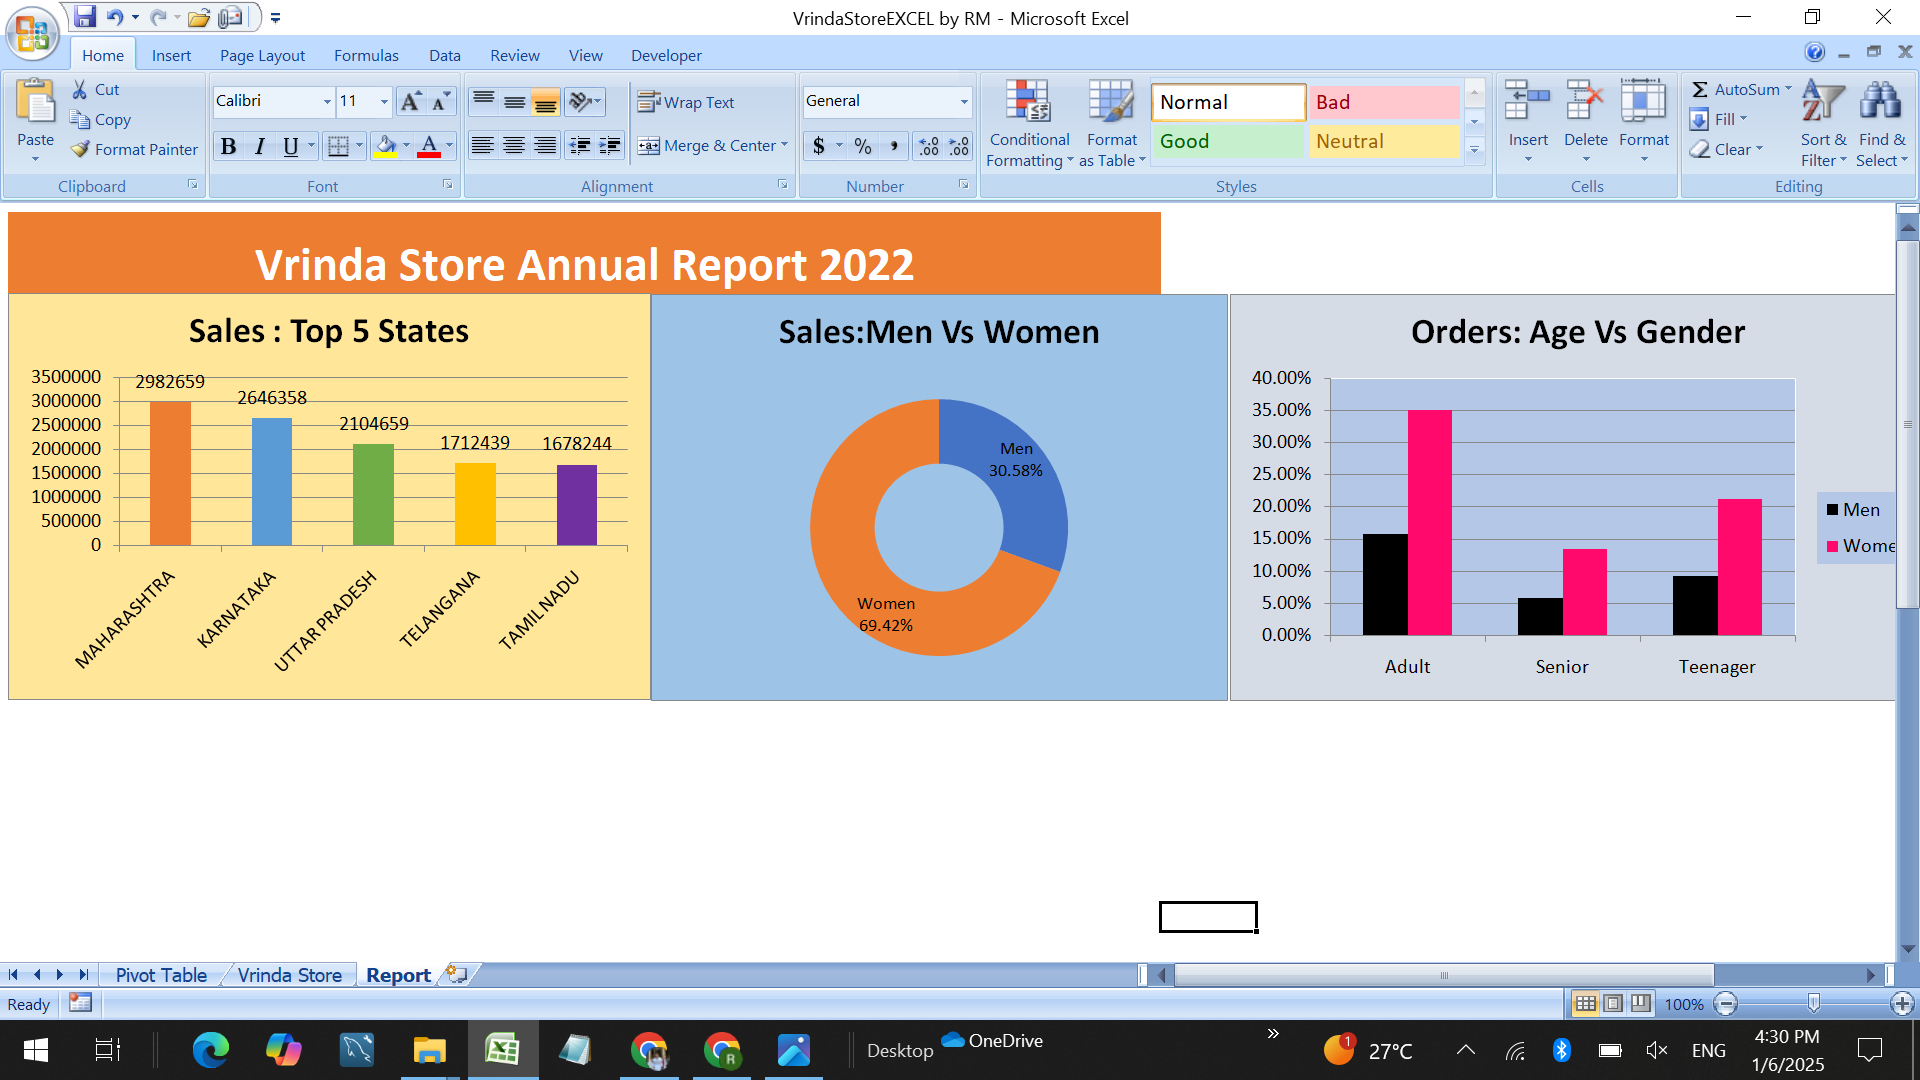 VrindaStoreEXCEL by RM - Microsoft Excel
Home Insert Page Layout Formulas Data Review View Developer
Paste
Cut
Copy
Format Painter
Clipboard
Calibri 11
B I U A
Font
Wrap Text
Merge & Center
Alignment
General
$ % ,
Number
Conditional Formatting
Format as Table
Normal Bad
Good Neutral
Styles
Insert Delete Format
Cells
Σ AutoSum
Fill
Clear
Sort & Filter
Find & Select
Editing
Vrinda Store Annual Report 2022
Sales : Top 5 States
3500000
3000000
2500000
2000000
1500000
1000000
500000
0
2982659
2646358
2104659
1712439
1678244
MAHARASHTRA
KARNATAKA
UTTAR PRADESH
TELANGANA
TAMIL NADU
Sales:Men Vs Women
Men
30.58%
Women
69.42%
Orders: Age Vs Gender
40.00%
35.00%
30.00%
25.00%
20.00%
15.00%
10.00%
5.00%
0.00%
Adult Senior Teenager
Men
Wome
Pivot Table Vrinda Store Report
Ready
100%
Desktop
OneDrive
1
R
27°C
ENG
4:30 PM
1/6/2025